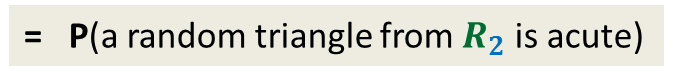 = P(a random triangle from R₂ is acute)